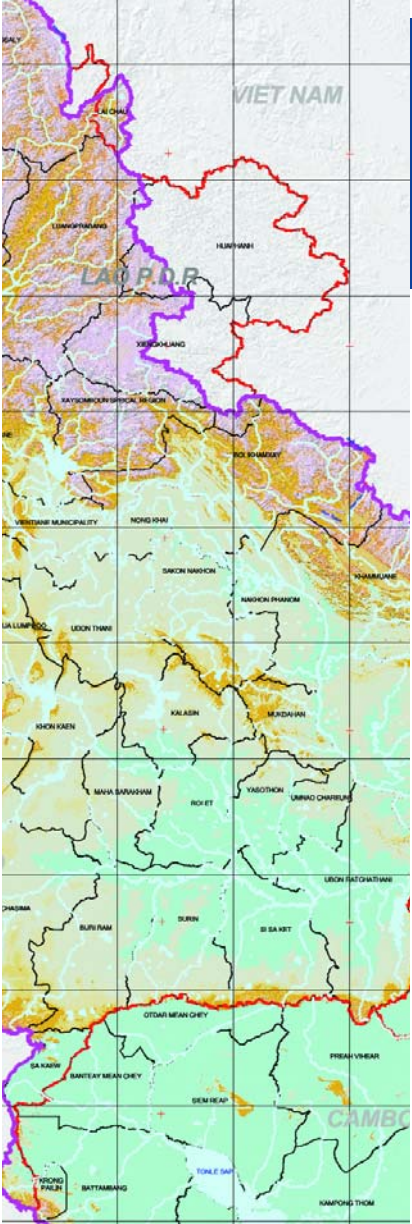 VIET NAM
LAI CHAU
LUANGPRABANG
HUAPHANH
LAO P.D.R
XIENGKHUANG
XAYSOMBOUN SPECIAL REGION
BOLIKHAMXAY
VIENTIANE MUNICIPALITY
NONG KHAI
SAKON NAKHON
KHAMMUANE
NAKHON PHANOM
UDON THANI
KALASIN
MUKDAHAN
KHON KAEN
MAHA SARAKHAM
YASOTHON
ROI ET
UBON RATCHATHANI
SURIN
BURI RAM
SI SA KET
OTDAR MEAN CHEY
PREAH VIHEAR
SA KAEW
BANTEAY MEAN CHEY
SIEM REAP
CAMBO
TONLE SAP
KRONG
PAILIN
BATTAMBANG
KAMPONG THOM